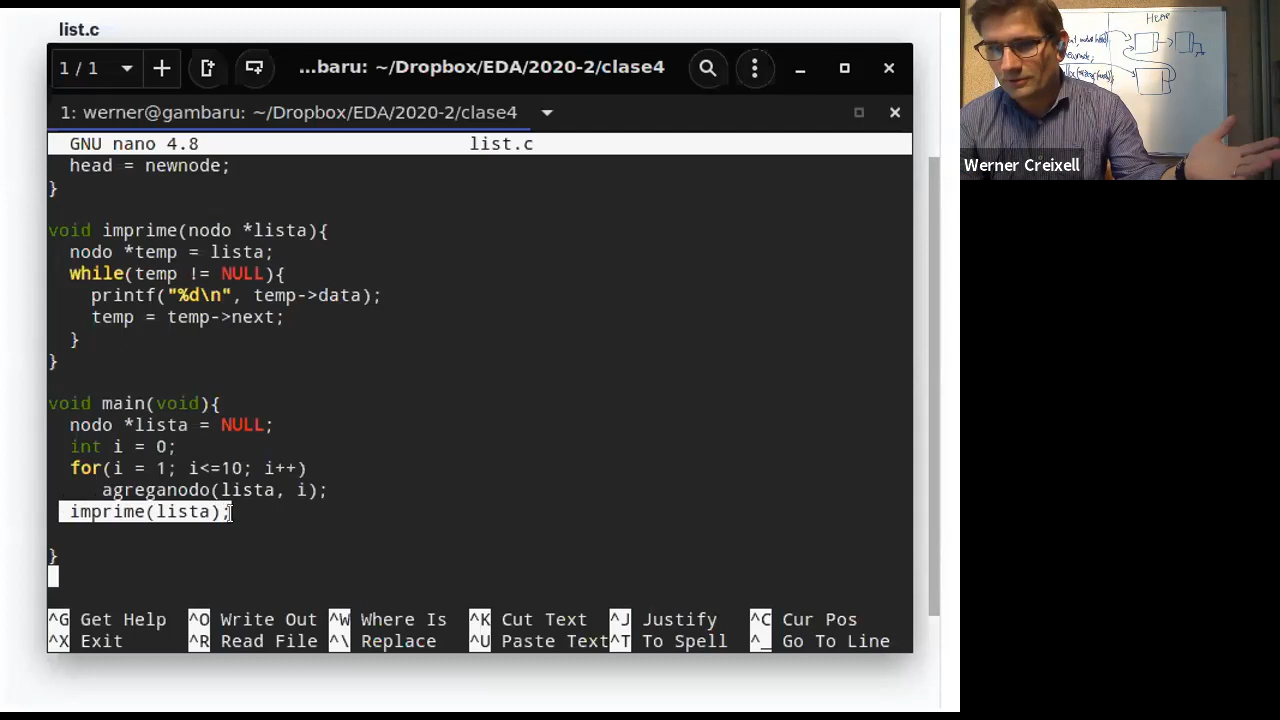 list.c
1 / 1
...baru: ~/Dropbox/EDA/2020-2/clase4
1: werner@gambaru: ~/Dropbox/EDA/2020-2/clase4
GNU nano 4.8 list.c
head = newnode;
}
void imprime(nodo *lista){
nodo *temp = lista;
while(temp != NULL){
printf("%d\n", temp->data);
temp = temp->next;
}
}
void main(void){
nodo *lista = NULL;
int i = 0;
for(i = 1; i<=10; i++)
agreganodo(lista, i);
imprime(lista);
}
^G Get Help ^O Write Out ^W Where Is ^K Cut Text ^J Justify ^C Cur Pos
^X Exit ^R Read File ^\ Replace ^U Paste Text ^T To Spell ^_ Go To Line
HEAP
Werner Creixell